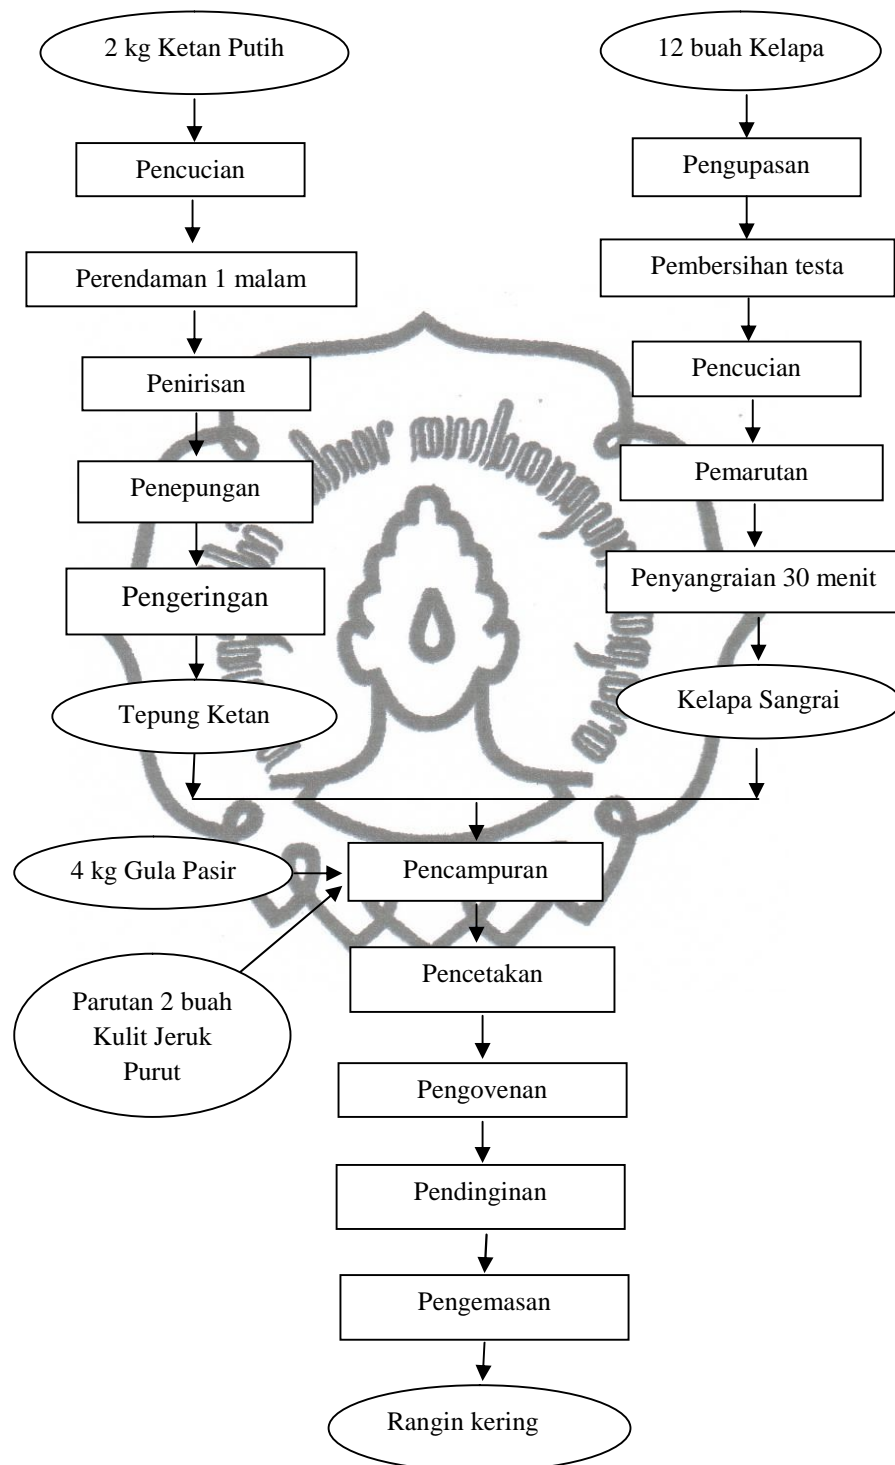 2 kg Ketan Putih
Pencucian
Perendaman 1 malam
Penirisan
Penepungan
Pengeringan
Tepung Ketan
12 buah Kelapa
Pengupasan
Pembersihan testa
Pencucian
Pemarutan
Penyangraian 30 menit
Kelapa Sangrai
4 kg Gula Pasir
Parutan 2 buah
Kulit Jeruk
Purut
Pencampuran
Pencetakan
Pengovenan
Pendinginan
Pengemasan
Rangin kering